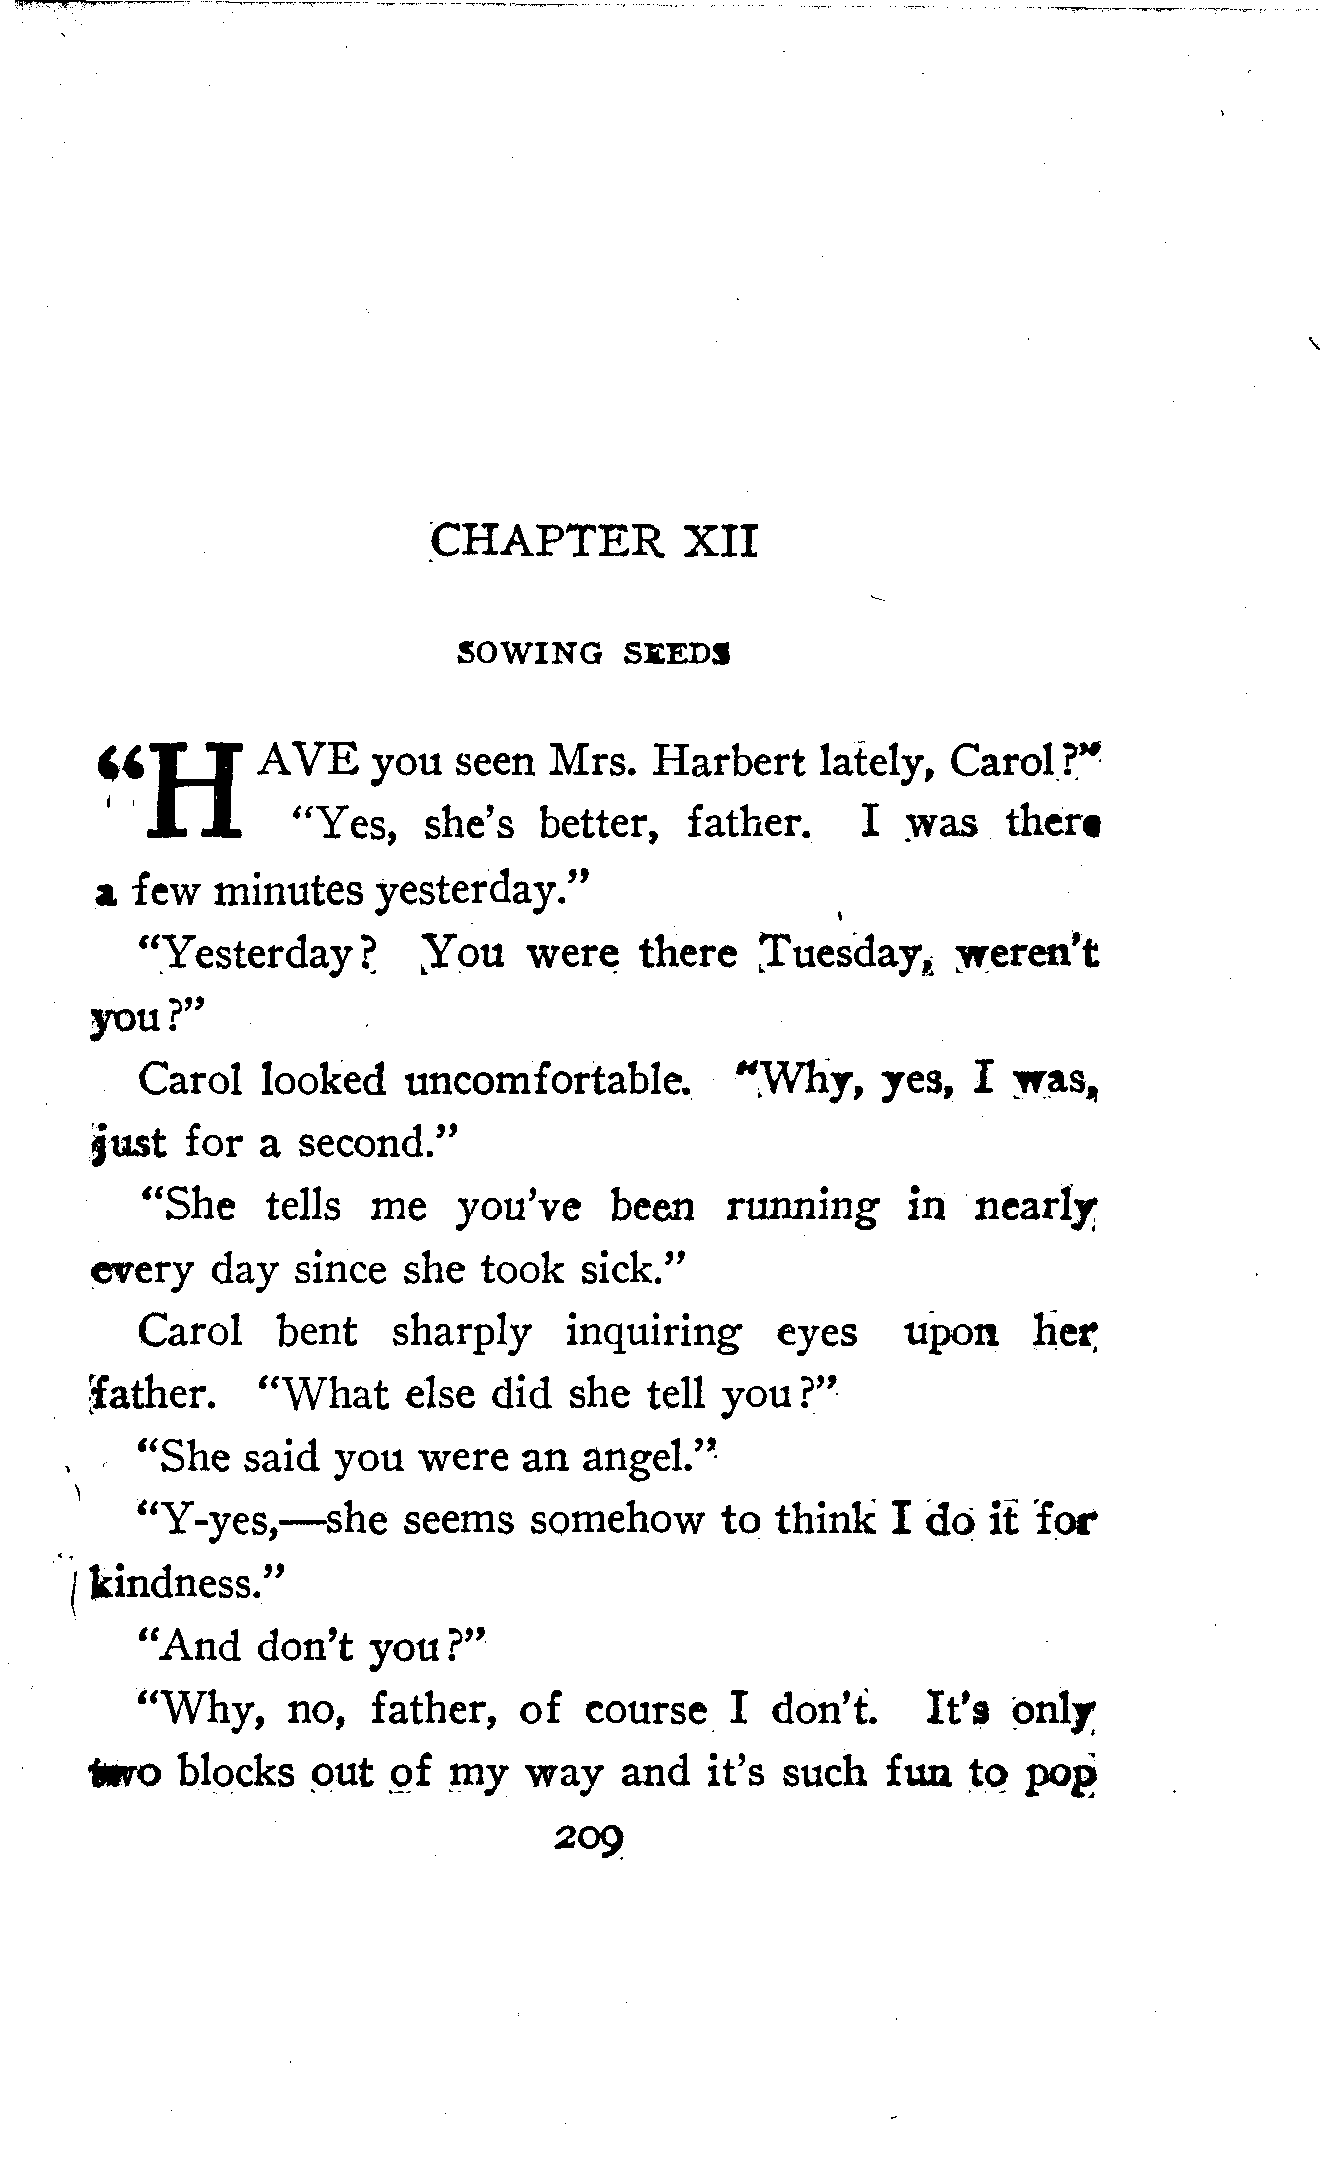 CHAPTER XII
SOWING SEEDS
“HAVE you seen Mrs. Harbert lately, Carol?”
“Yes, she’s better, father. I was there
a few minutes yesterday.”
“Yesterday? You were there Tuesday, weren’t
you?”
Carol looked uncomfortable. “Why, yes, I was,
just for a second.”
“She tells me you’ve been running in nearly
every day since she took sick.”
Carol bent sharply inquiring eyes upon her
father. “What else did she tell you?”
“She said you were an angel.”
“Y-yes,—she seems somehow to think I do it for
kindness.”
“And don’t you?”
“Why, no, father, of course I don’t. It’s only
two blocks out of my way and it’s such fun to pop
209